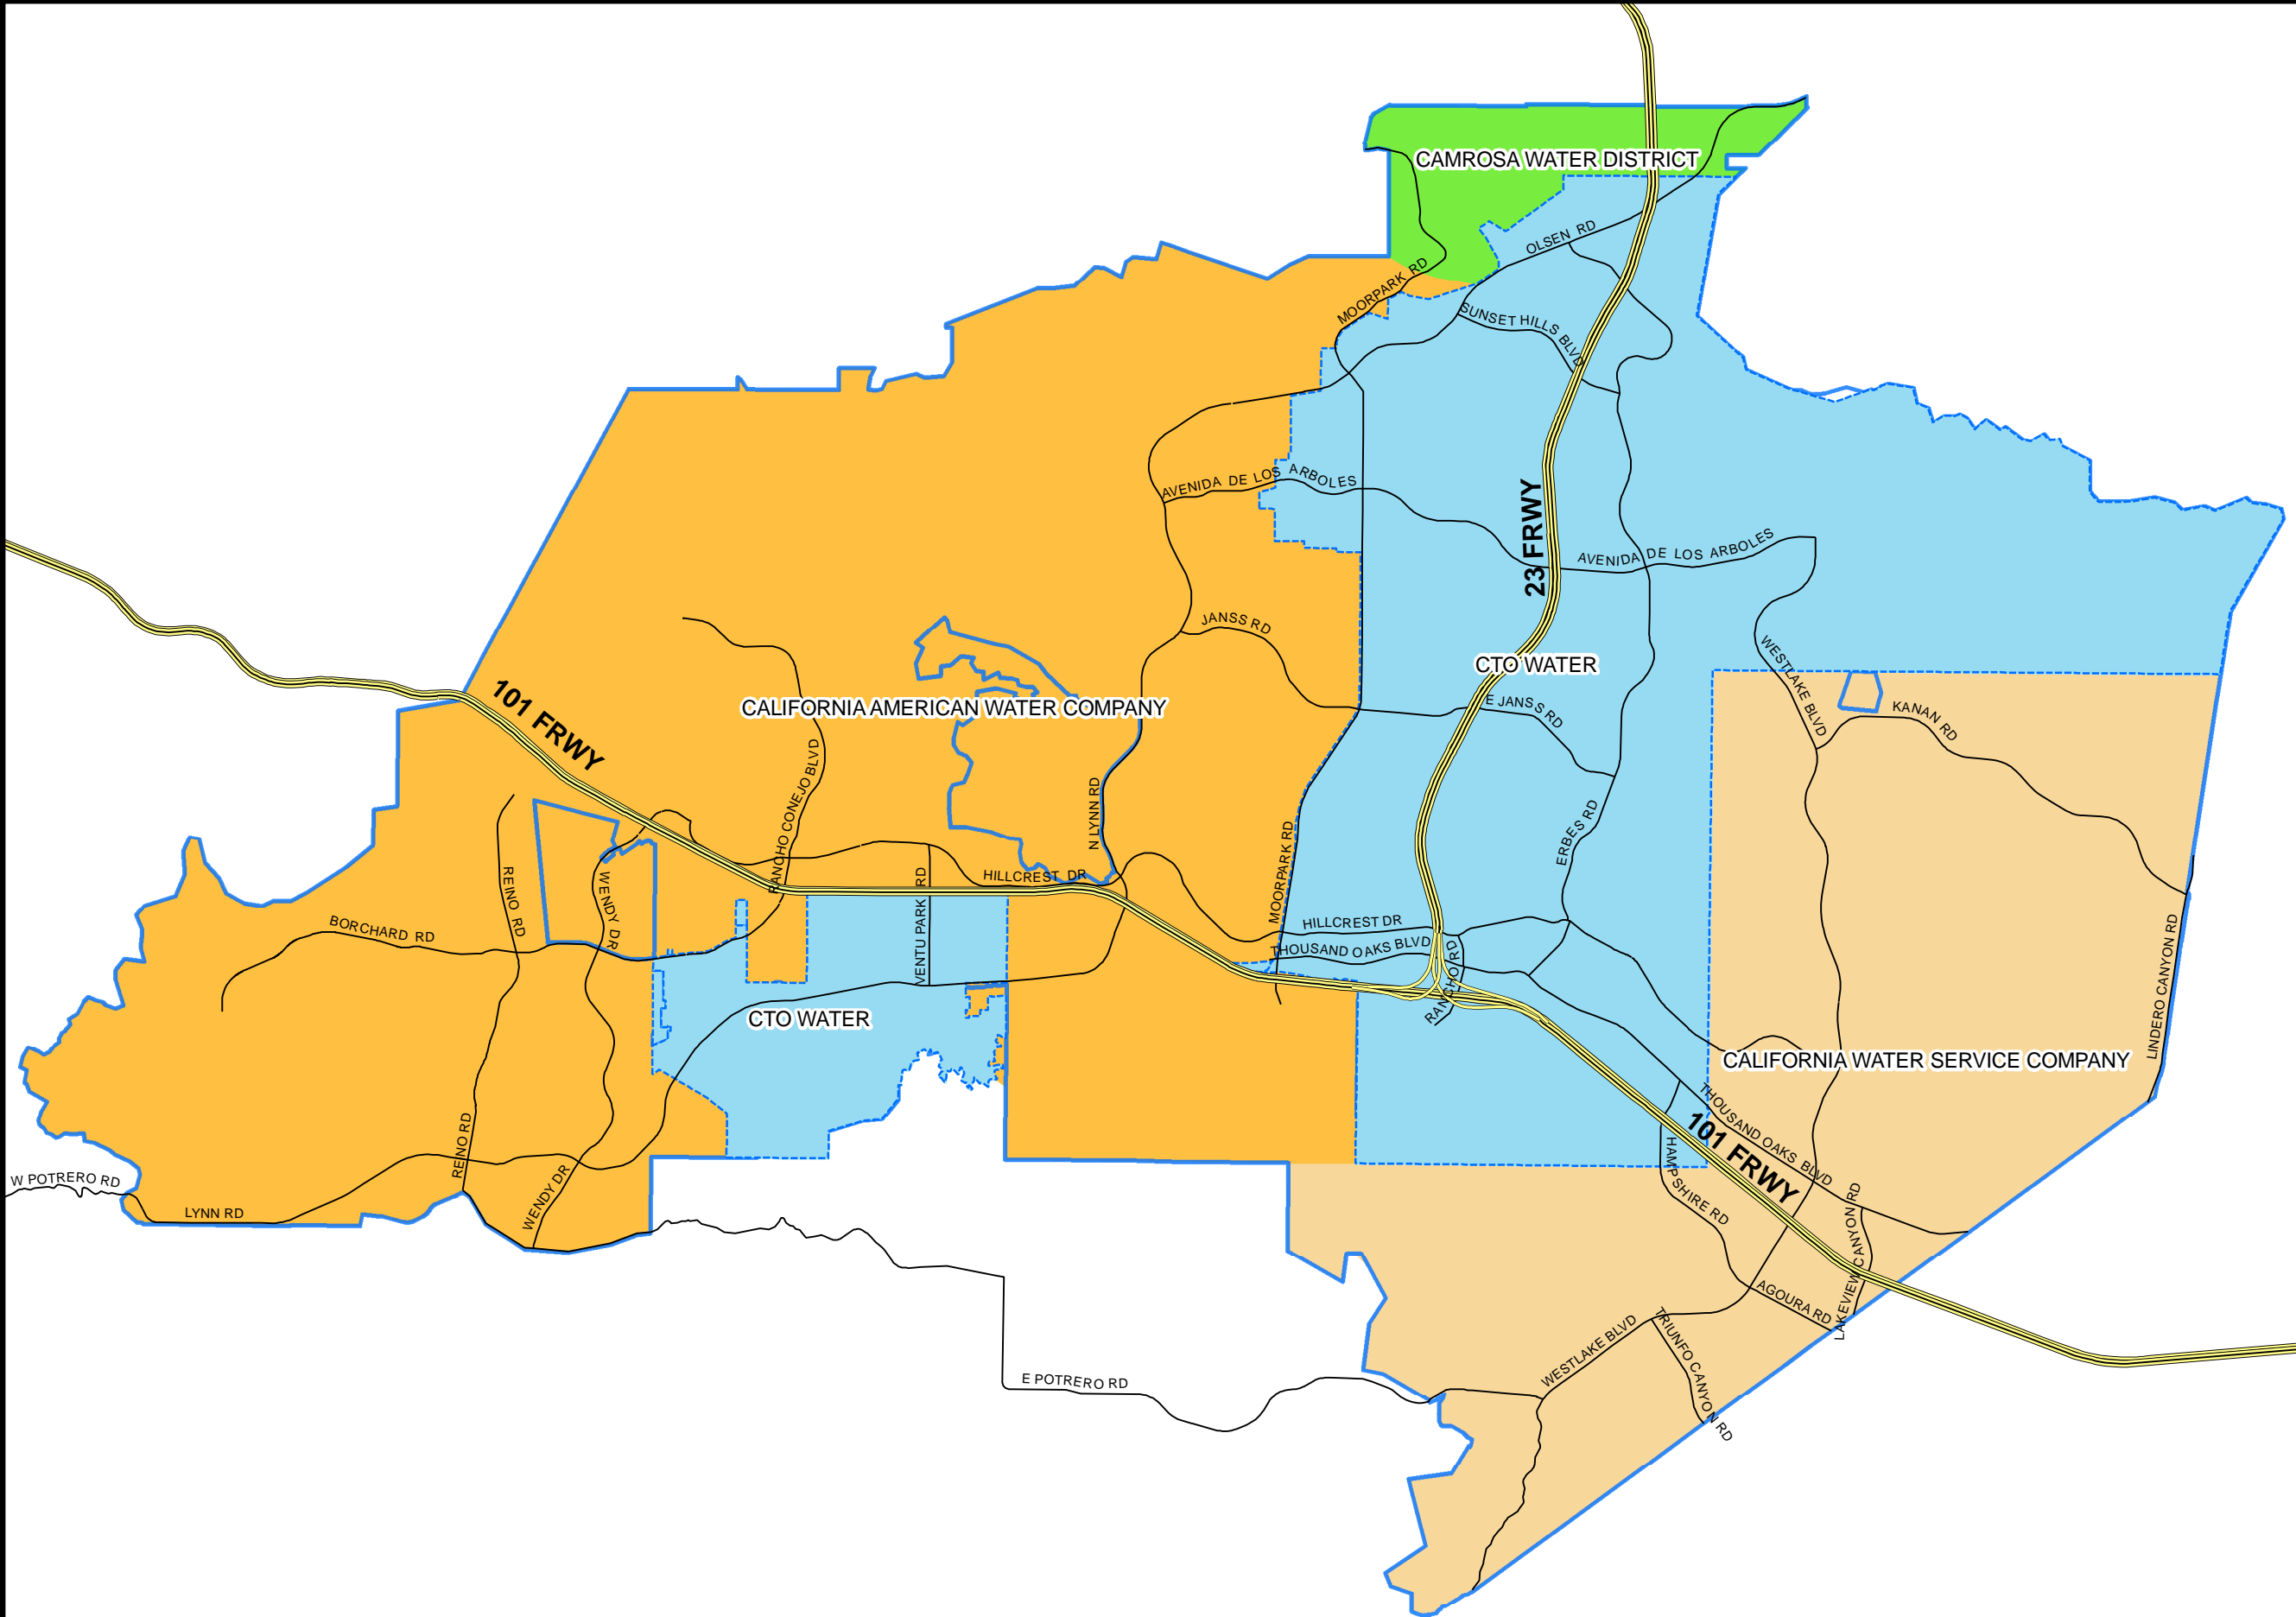 CAMROSA WATER DISTRICT
OLSEN RD
MOORPARK RD
SUNSET HILLS BLVD
AVENIDA DE LOS ARBOLES
23 FRWY
AVENIDA DE LOS ARBOLES
JANSS RD
CTO WATER
WESTLAKE BLVD
E JANSS RD
KANAN RD
101 FRWY
CALIFORNIA AMERICAN WATER COMPANY
RANCHO CONEJO BLVD
N LYNN RD
MOORPARK RD
ERBES RD
REINO RD
WENDY DR
HILLCREST DR
VENTU PARK RD
BORCHARD RD
HILLCREST DR
THOUSAND OAKS BLVD
RANCHO RD
LINDERO CANYON RD
CTO WATER
CALIFORNIA WATER SERVICE COMPANY
THOUSAND OAKS BLVD
101 FRWY
HAMPSHIRE RD
REINO RD
W POTRERO RD
LYNN RD
WENDY DR
LAKEVIEW CANYON RD
AGOURA RD
WESTLAKE BLVD
TRIUNFO CANYON RD
E POTRERO RD